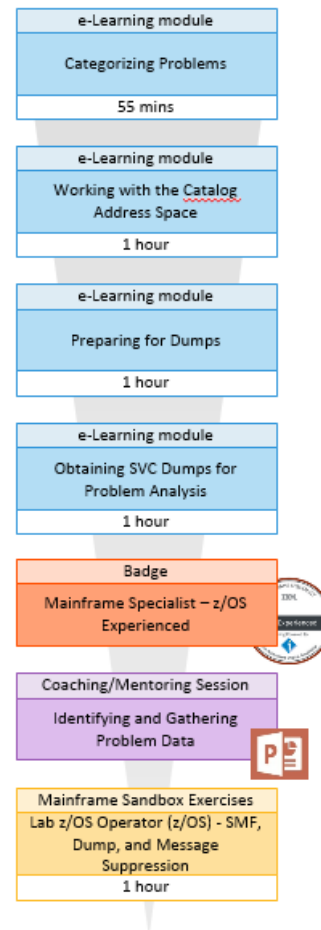 e-Learning module
Categorizing Problems
55 mins
e-Learning module
Working with the Catalog
Address Space
1 hour
e-Learning module
Preparing for Dumps
1 hour
e-Learning module
Obtaining SVC Dumps for
Problem Analysis
1 hour
Badge
Mainframe Specialist – z/OS
Experienced
IBM.
Experienced
Coaching/Mentoring Session
Identifying and Gathering
Problem Data
P
Mainframe Sandbox Exercises
Lab z/OS Operator (z/OS) - SMF,
Dump, and Message
Suppression
1 hour